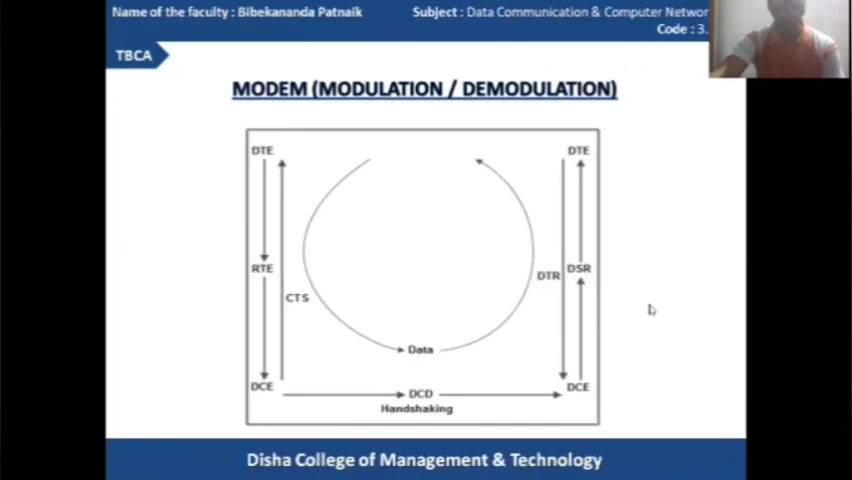 Name of the faculty : Bibekananda Patnaik
Subject : Data Communication & Computer Networ
Code : 3.
TBCA
MODEM (MODULATION / DEMODULATION)
DTE
DTE
RTE
DTR
DSR
CTS
Data
DCE
DCD
DCE
Handshaking
Disha College of Management & Technology